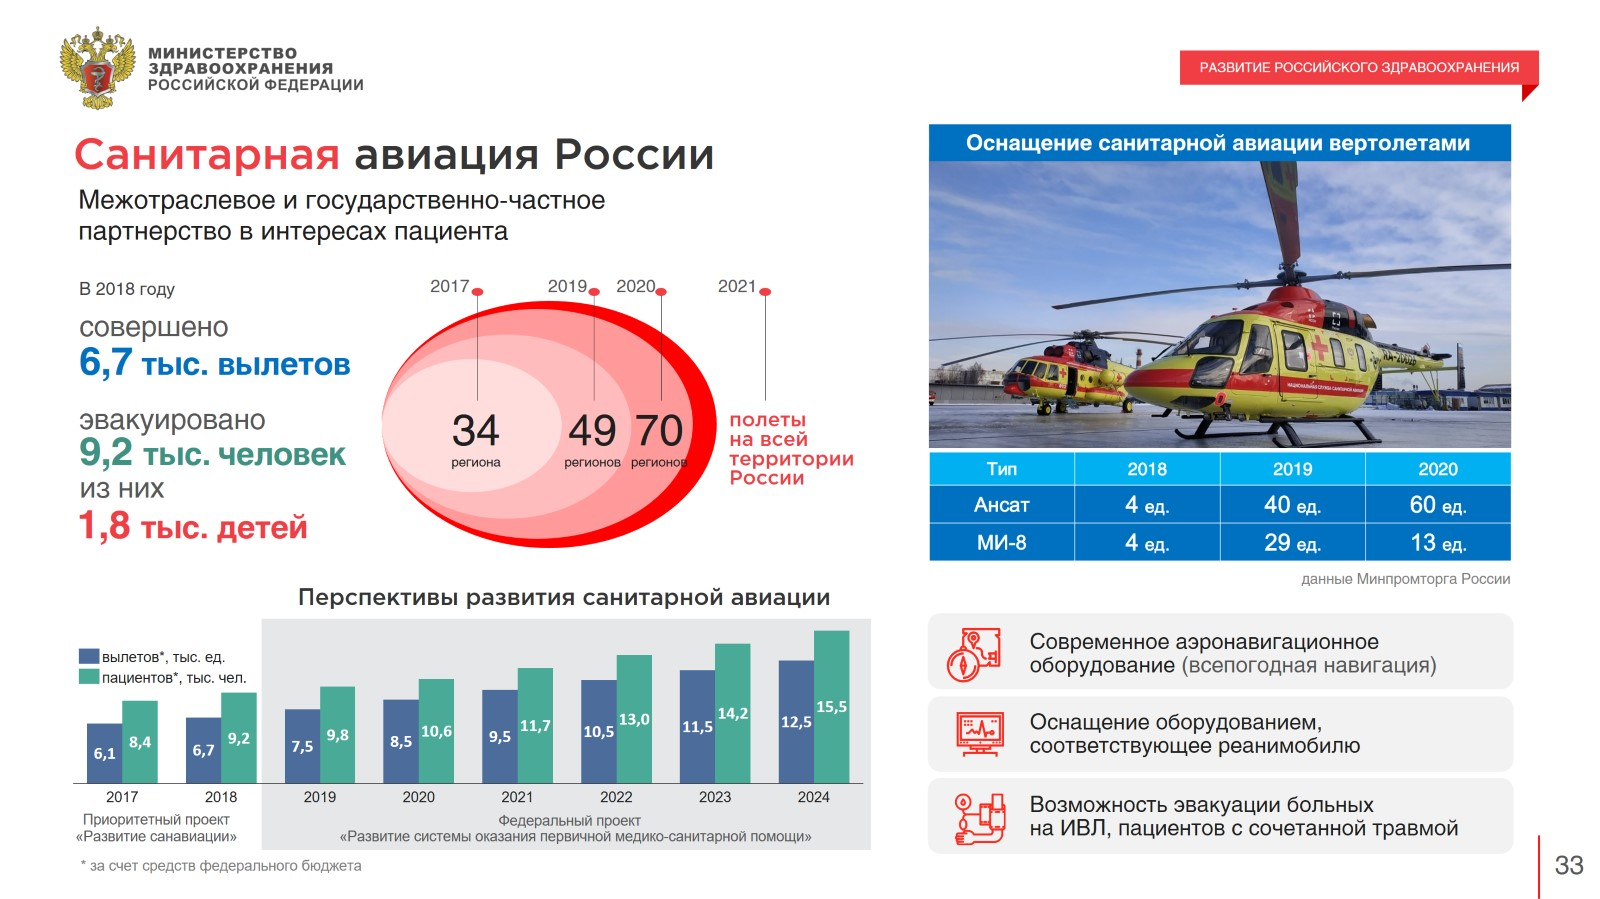 МИНИСТЕРСТВО
ЗДРАВООХРАНЕНИЯ
РОССИЙСКОЙ ФЕДЕРАЦИИ
РАЗВИТИЕ РОССИЙСКОГО ЗДРАВООХРАНЕНИЯ
Санитарная авиация России
Межотраслевое и государственно-частное
партнерство в интересах пациента
В 2018 году
совершено
6,7 тыс. вылетов
эвакуировано
9,2 тыс. человек
из них
1,8 тыс. детей
2017 2019 2020 2021
34 49 70
региона регионов регионов
полеты
на всей
территории
России
Перспективы развития санитарной авиации
вылетов*, тыс. ед.
пациентов*, тыс. чел.
6,1 8,4 6,7 9,2 7,5 9,8 8,5 10,6 9,5 11,7 10,5 13,0 11,5 14,2 12,5 15,5
2017 2018 2019 2020 2021 2022 2023 2024
Приоритетный проект
«Развитие санавиации»
Федеральный проект
«Развитие системы оказания первичной медико-санитарной помощи»
* за счет средств федерального бюджета
Оснащение санитарной авиации вертолетами
RA-20026
НАЦИОНАЛЬНАЯ СЛУЖБА САНИТАРНОЙ АВИАЦИИ
Тип 2018 2019 2020
Ансат 4 ед. 40 ед. 60 ед.
МИ-8 4 ед. 29 ед. 13 ед.
данные Минпромторга России
Современное аэронавигационное
оборудование (всепогодная навигация)
Оснащение оборудованием,
соответствующее реанимобилю
Возможность эвакуации больных
на ИВЛ, пациентов с сочетанной травмой
33